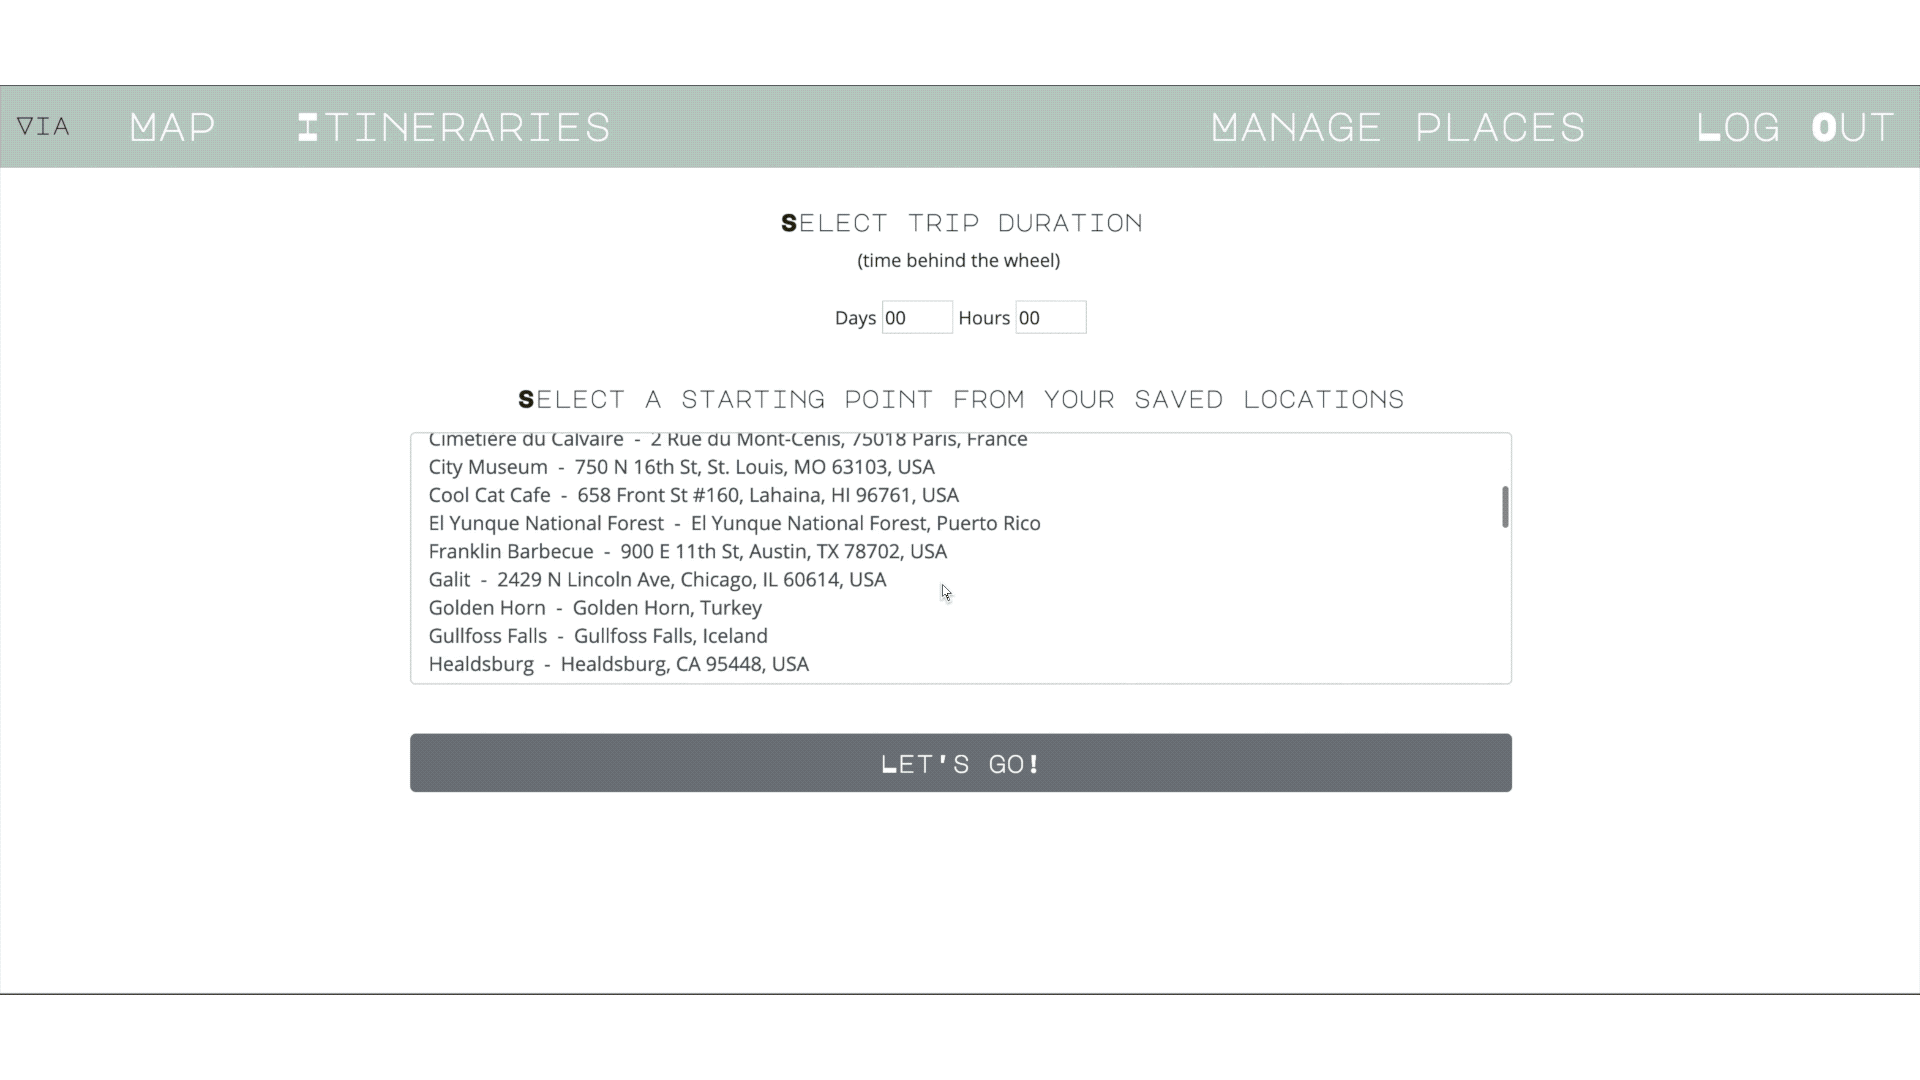 VIA MAP ITINERARIES MANAGE PLACES LOG OUT
SELECT TRIP DURATION
(time behind the wheel)
Days 00 Hours 00
SELECT A STARTING POINT FROM YOUR SAVED LOCATIONS
Cimetière du Calvaire - 2 Rue du Mont-Cenis, 75018 Paris, France
City Museum - 750 N 16th St, St. Louis, MO 63103, USA
Cool Cat Cafe - 658 Front St #160, Lahaina, HI 96761, USA
El Yunque National Forest - El Yunque National Forest, Puerto Rico
Franklin Barbecue - 900 E 11th St, Austin, TX 78702, USA
Galit - 2429 N Lincoln Ave, Chicago, IL 60614, USA
Golden Horn - Golden Horn, Turkey
Gullfoss Falls - Gullfoss Falls, Iceland
Healdsburg - Healdsburg, CA 95448, USA
LET'S GO!